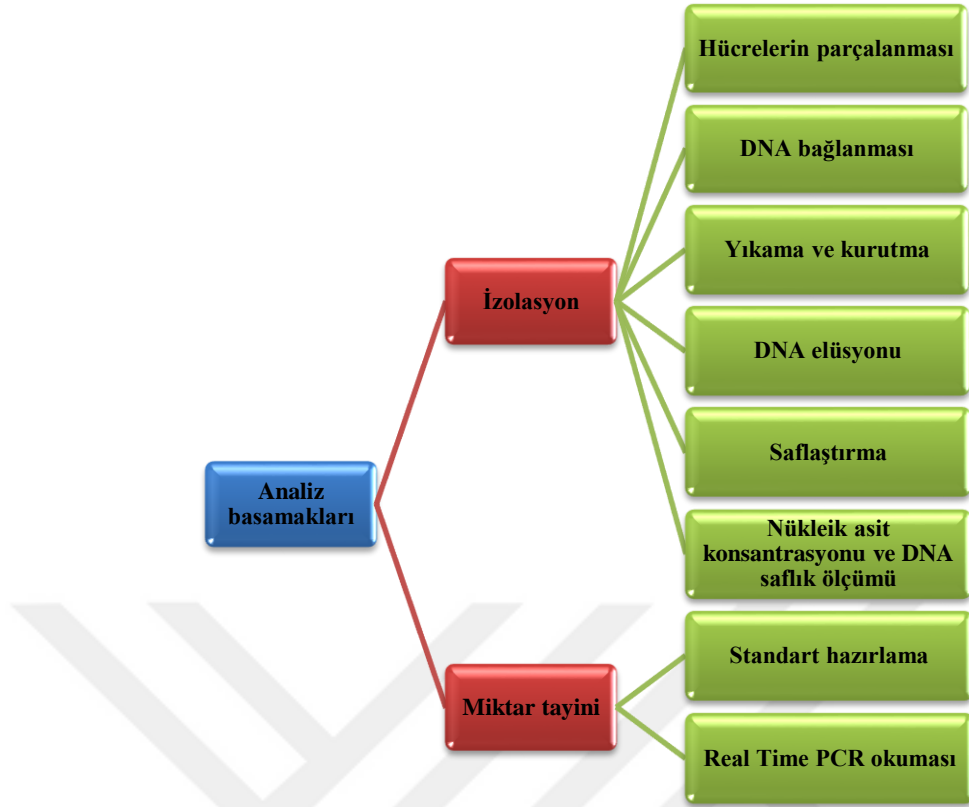 Analiz
basamakları
İzolasyon
Hücrelerin parçalanması
DNA bağlanması
Yıkama ve kurutma
DNA elüsyonu
Saflaştırma
Nükleik asit
konsantrasyonu ve DNA
saflık ölçümü
Miktar tayini
Standart hazırlama
Real Time PCR okuması